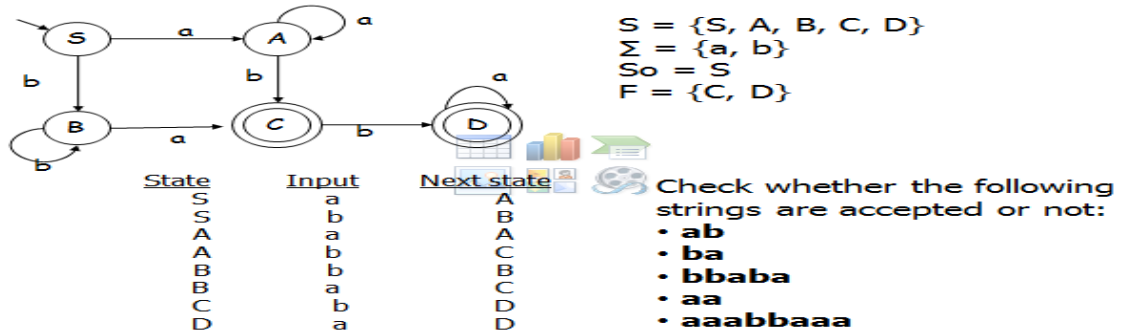 S a A a
b b a
B a C b D
b
S = {S, A, B, C, D}
Σ = {a, b}
So = S
F = {C, D}
State Input Next state
S a A
S b B
A a A
A b C
B b B
B a C
C b D
D a D
Check whether the following
strings are accepted or not:
• ab
• ba
• bbaba
• aa
• aaabbaaa